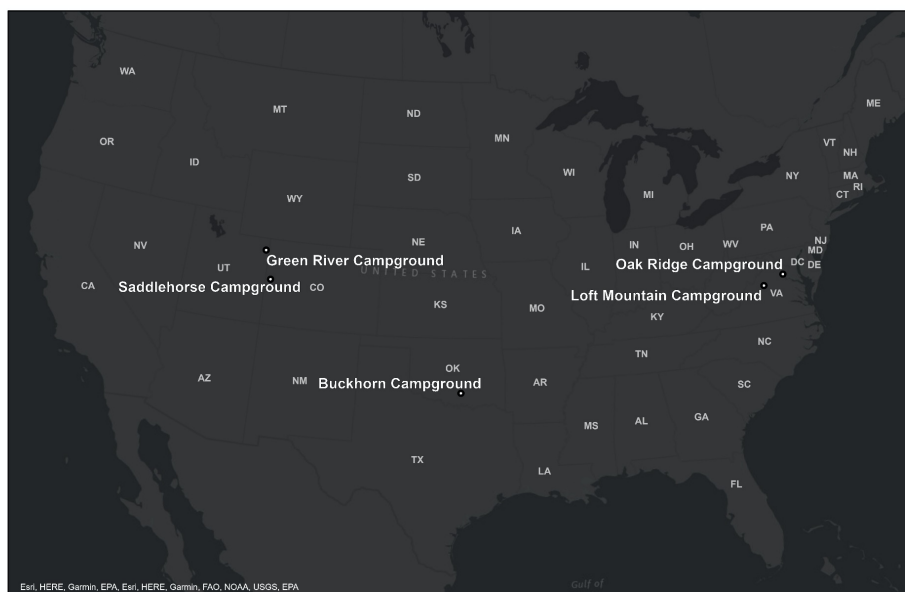 WA
MT
ND
ME
OR
MN
VT
NH
ID
SD
WI
NY
MA
RI
MI
CT
WY
IA
PA
NV
NE
IN
OH
WV
NJ
MD
UT
Green River Campground
UNITED STATES
IL
Oak Ridge Campground
DC
DE
CA
Saddlehorse Campground
CO
Loft Mountain Campground
VA
KS
MO
KY
NC
TN
AZ
NM
OK
Buckhorn Campground
AR
SC
MS
AL
GA
TX
LA
FL
Esri, HERE, Garmin, EPA, Esri, HERE, Garmin, FAO, NOAA, USGS, EPA
Gulf of